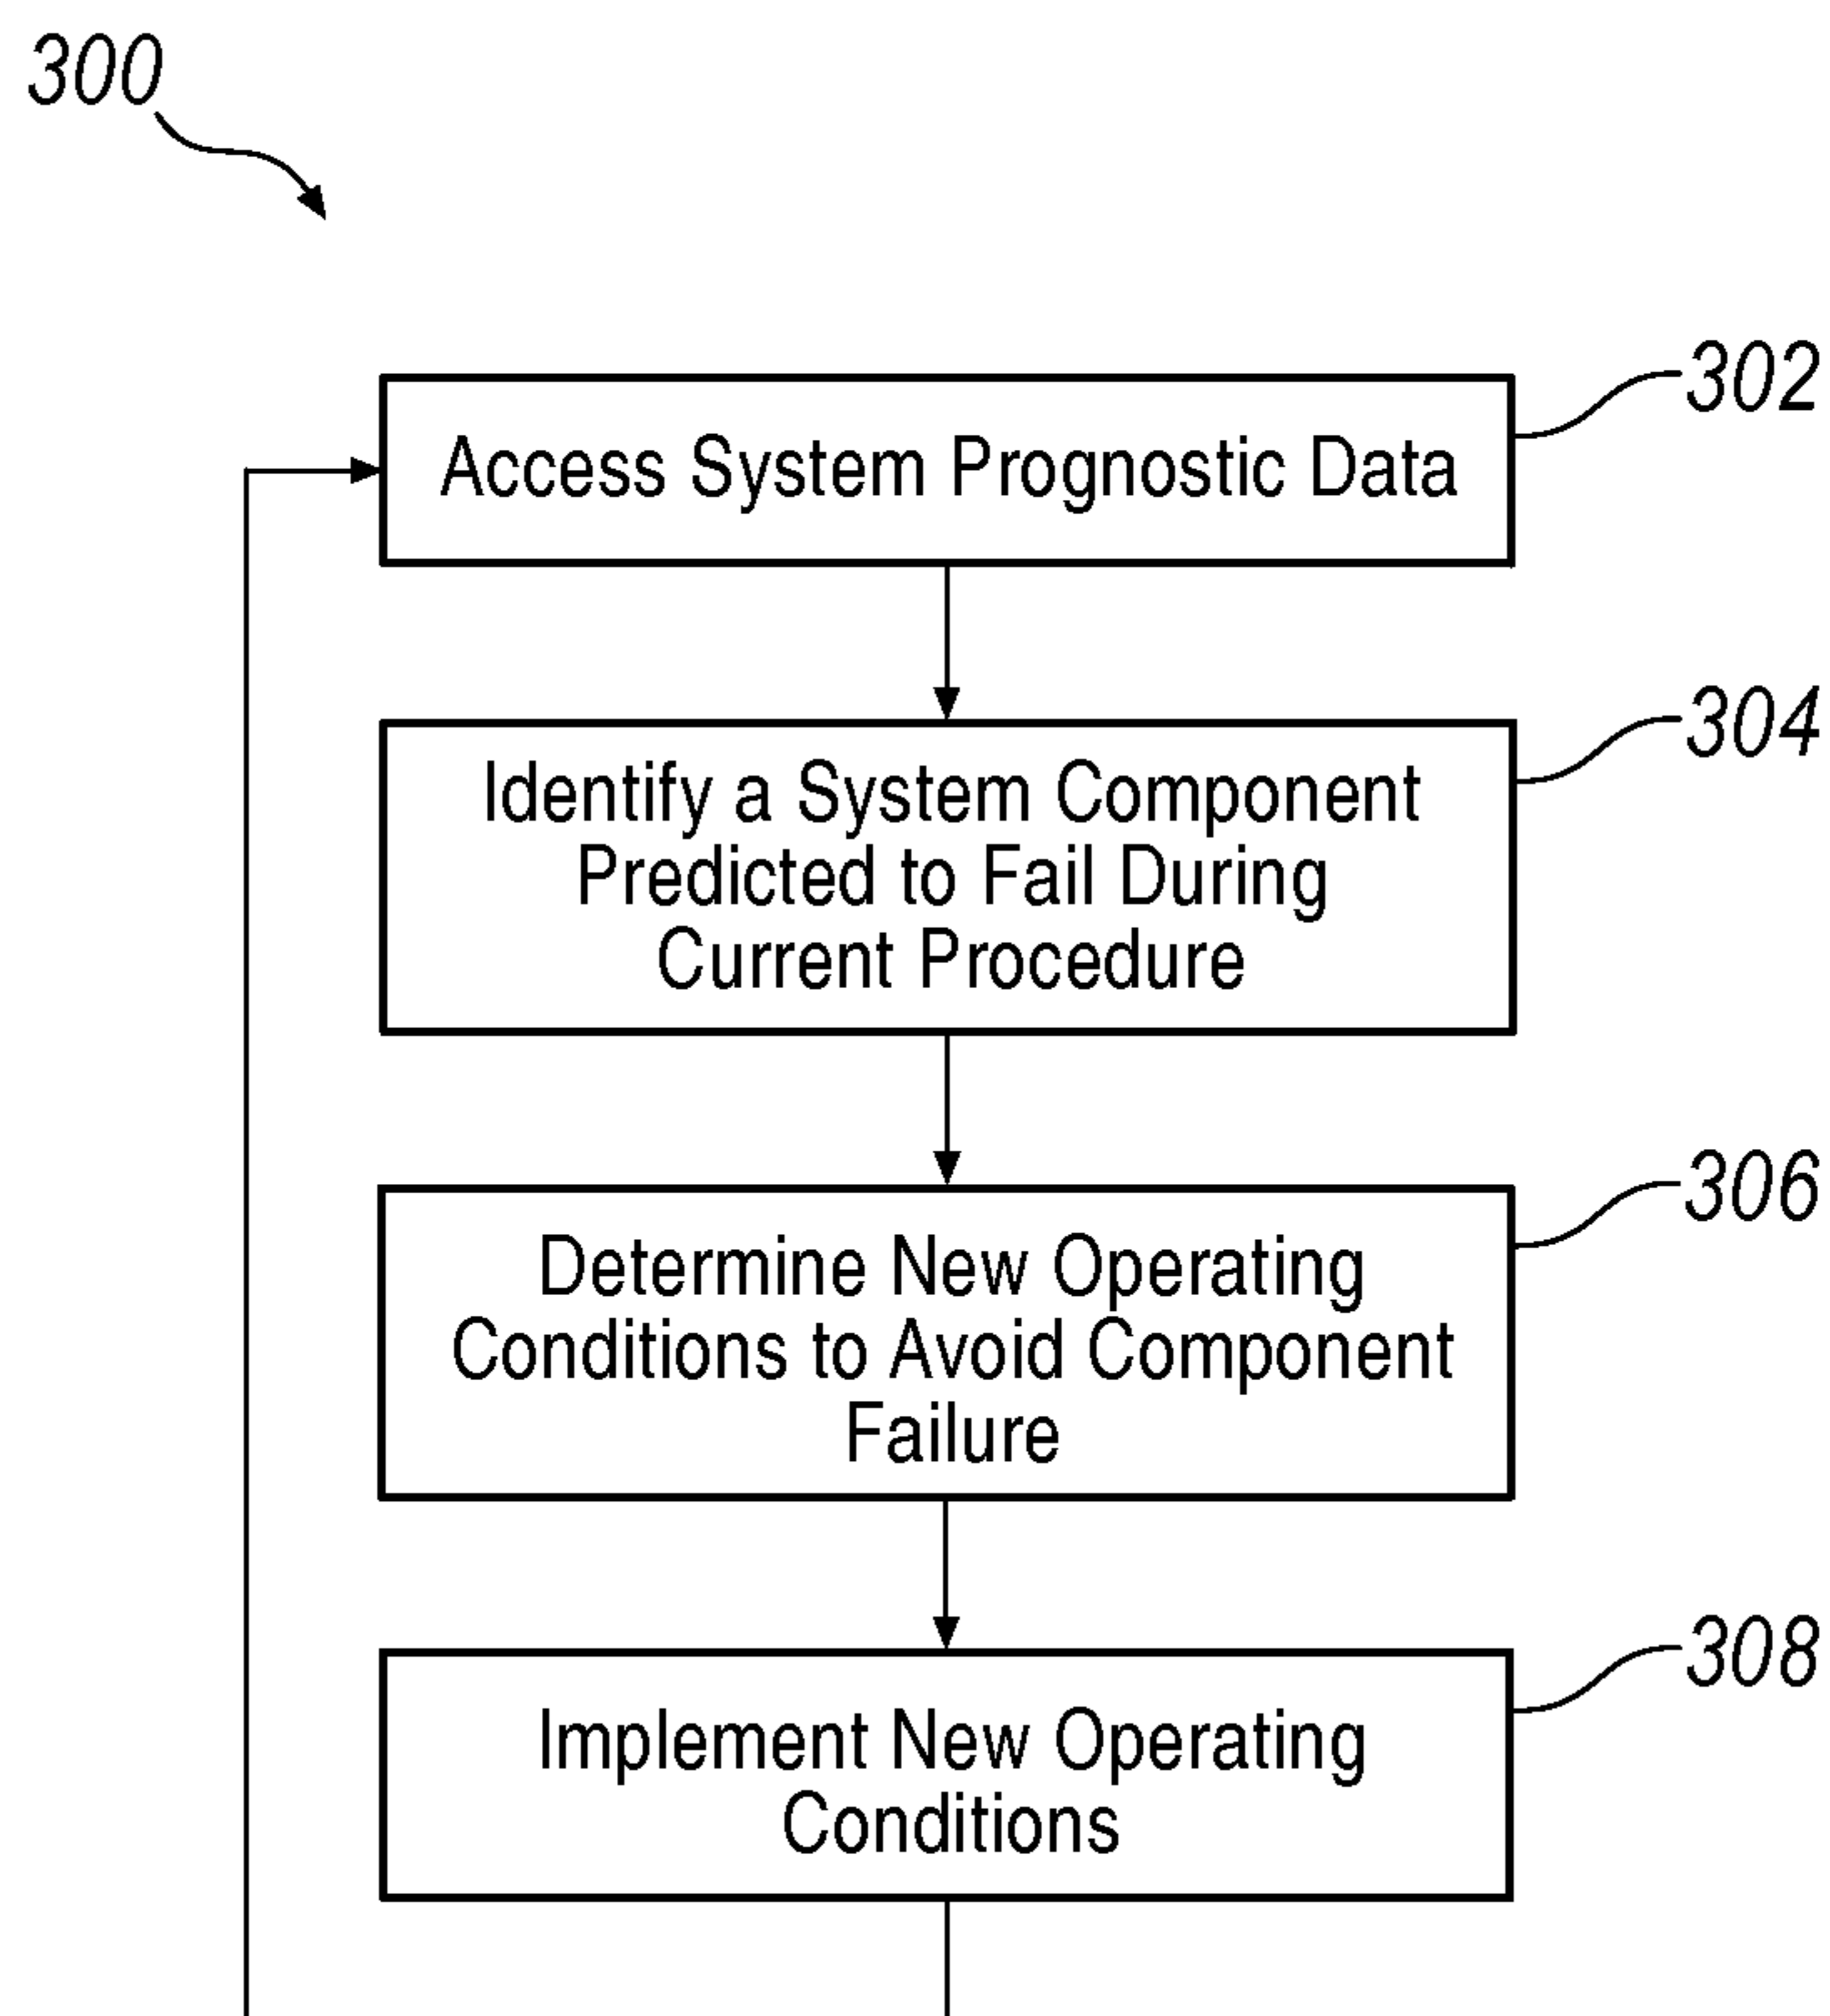 300
302
Access System Prognostic Data
304
Identify a System Component
Predicted to Fail During
Current Procedure
306
Determine New Operating
Conditions to Avoid Component
Failure
308
Implement New Operating
Conditions